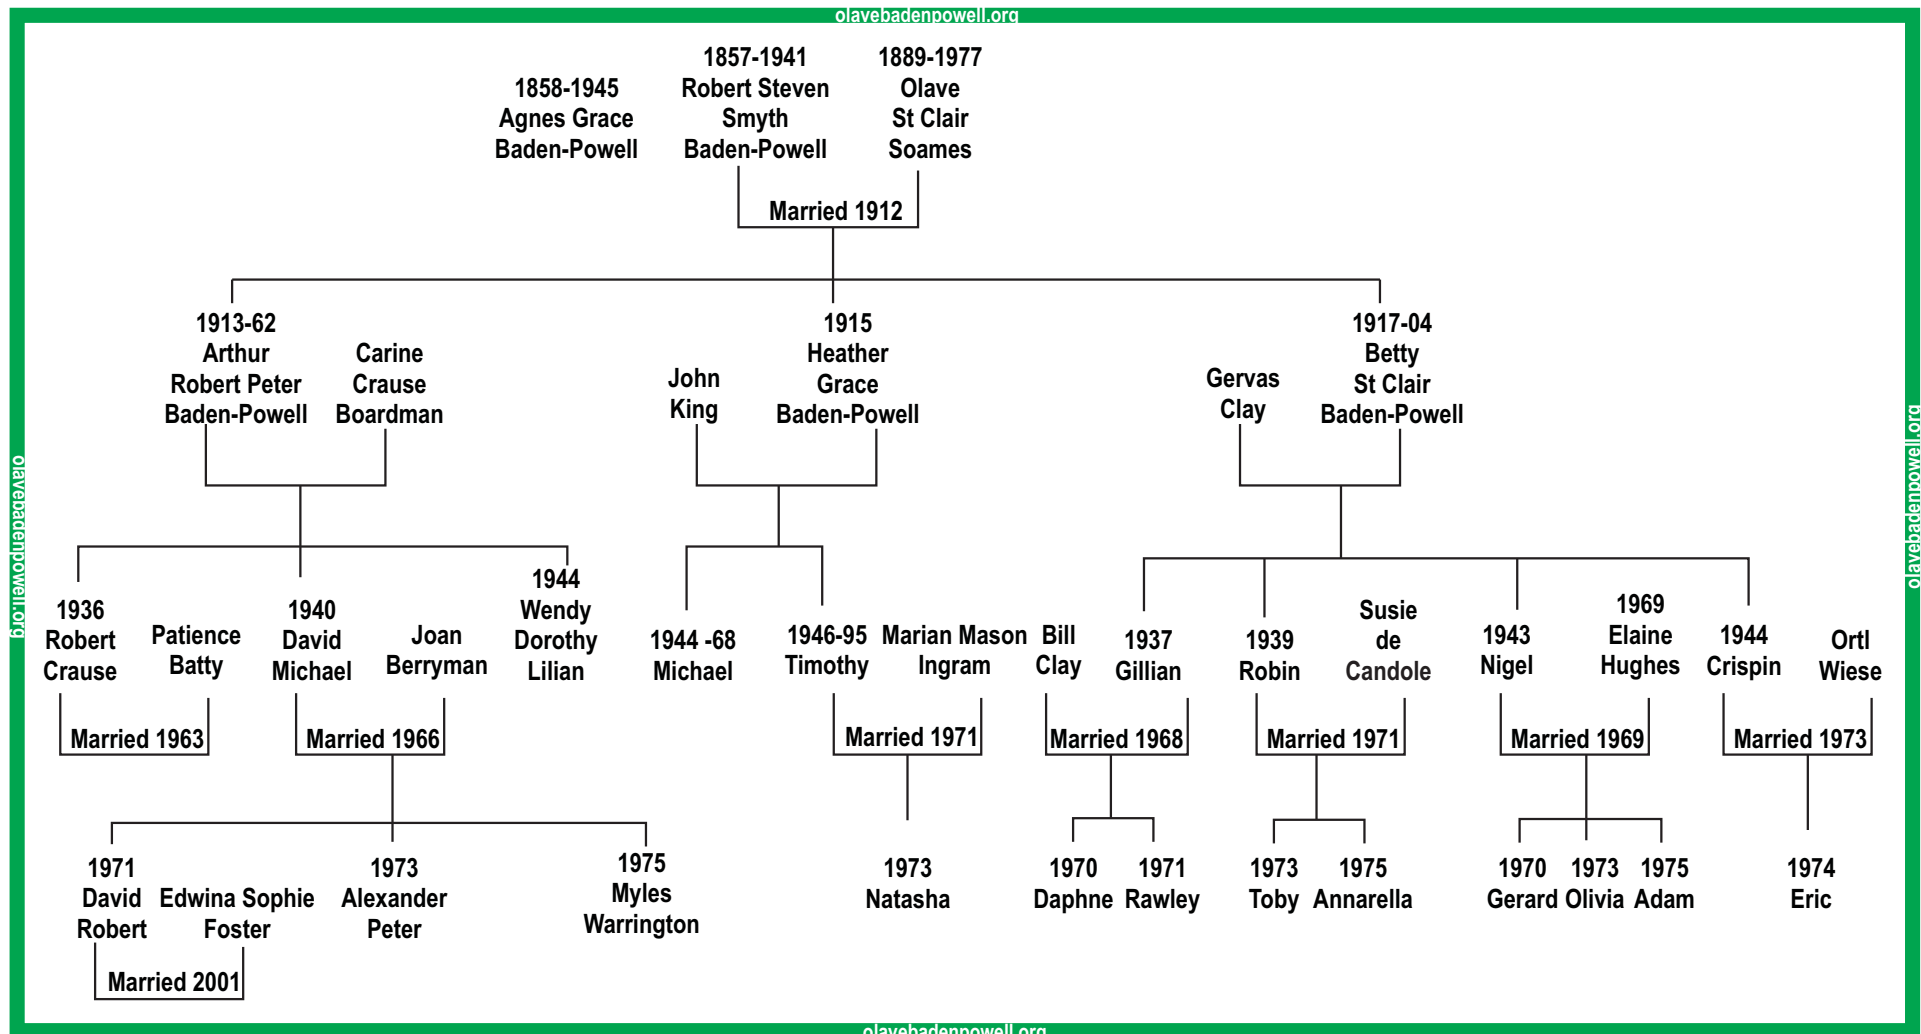 olavebadenpowell.org
1858-1945
Agnes Grace
Baden-Powell
1857-1941
Robert Steven
Smyth
Baden-Powell
1889-1977
Olave
St Clair
Soames
Married 1912
1913-62
Arthur
Robert Peter
Baden-Powell
Carine
Crause
Boardman
John
King
1915
Heather
Grace
Baden-Powell
Gervas
Clay
1917-04
Betty
St Clair
Baden-Powell
olavebadenpowell.org
olavebadenpowell.org
1936
Robert
Crause
Patience
Batty
Married 1963
1940
David
Michael
Joan
Berryman
Married 1966
1944
Wendy
Dorothy
Lilian
1944 -68
Michael
1946-95
Timothy
Marian Mason
Ingram
Married 1971
Bill
Clay
1937
Gillian
Married 1968
1939
Robin
Susie
de
Candole
Married 1971
1943
Nigel
1969
Elaine
Hughes
Married 1969
1944
Crispin
Ortl
Wiese
Married 1973
1971
David
Robert
Edwina Sophie
Foster
Married 2001
1973
Alexander
Peter
1975
Myles
Warrington
1973
Natasha
1970
Daphne
1971
Rawley
1973
Toby
1975
Annarella
1970
Gerard
1973
Olivia
1975
Adam
1974
Eric
olavebadenpowell.org